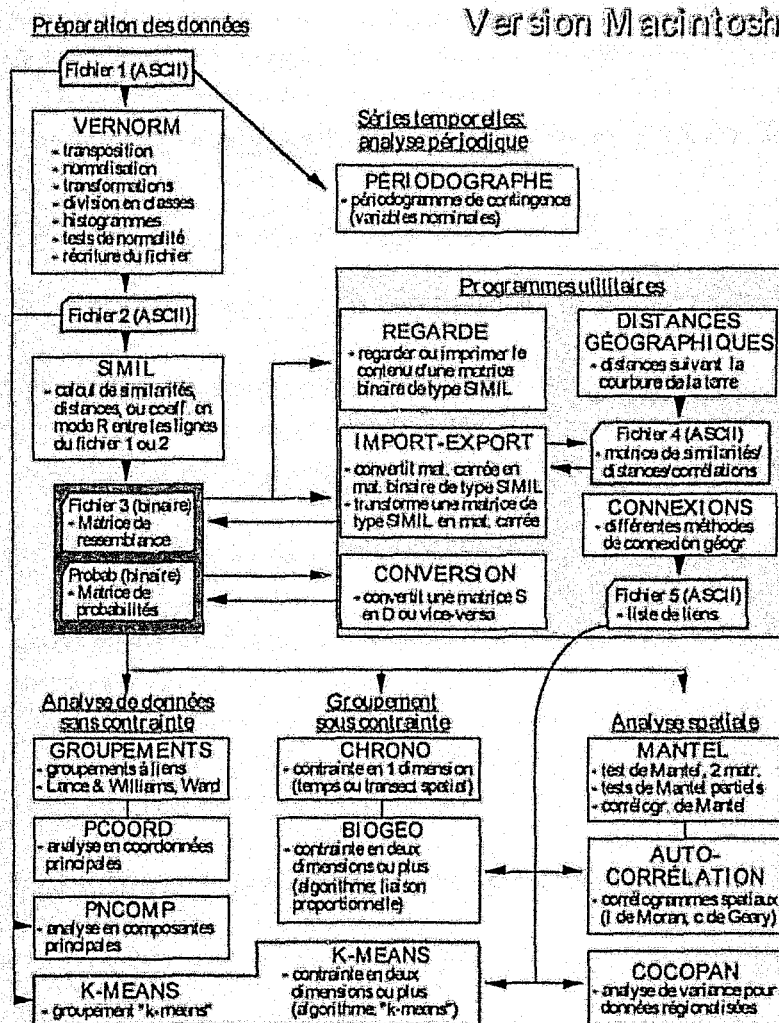 Version Macintosh
Préparation des données
Fichier 1 (ASCII)
VERNORM
- transposition
- normalisation
- transformations
- division en classes
- histogrammes
- tests de normalité
- récriture du fichier
Séries temporelles:
analyse périodique
PÉRIODOGRAPHE
- périodogramme de contingence
(variables nominales)
Fichier 2 (ASCII)
SIMIL
- calcul de similarités,
distances, ou coeff. en
mode R entre les lignes
du fichier 1 ou 2
Fichier 3 (binaire)
- Matrice de
ressemblance
Probab (binaire)
- Matrice de
probabilités
Programmes utilitaires
REGARDE
- regarder ou imprimer le
contenu d'une matrice
binaire de type SIMIL
IMPORT-EXPORT
- convertit mat. carrée en
mat. binaire de type SIMIL
- transforme une matrice de
type SIMIL en mat. carrée
CONVERSION
- convertit une matrice S
en D ou vice-versa
DISTANCES
GÉOGRAPHIQUES
- distances suivant la
courbure de la terre
Fichier 4 (ASCII)
- matrice de similarités/
distances/corrélations
CONNEXIONS
- différentes méthodes
de connexion géogr.
Fichier 5 (ASCII)
- liste de liens
Analyse de données
sans contrainte
GROUPEMENTS
- groupements à liens
- Lance & Williams, Ward
PCOORD
- analyse en coordonnées
principales
PNCOMP
- analyse en composantes
principales
K-MEANS
- groupement "k-means"
Groupement
sous contrainte
CHRONO
- contrainte en 1 dimension
(temps ou transect spatial)
BIOGEO
- contrainte en deux
dimensions ou plus
(algorithme: liaison
proportionnelle)
K-MEANS
- contrainte en deux
dimensions ou plus
(algorithme: "k-means")
Analyse spatiale
MANTEL
- test de Mantel, 2 matr.
- tests de Mantel partiels
- corrélogr. de Mantel
AUTO-
CORRÉLATION
- corrélogrammes spatiaux
(I de Moran, c de Geary)
COCOPAN
- analyse de variance pour
données régionalisées